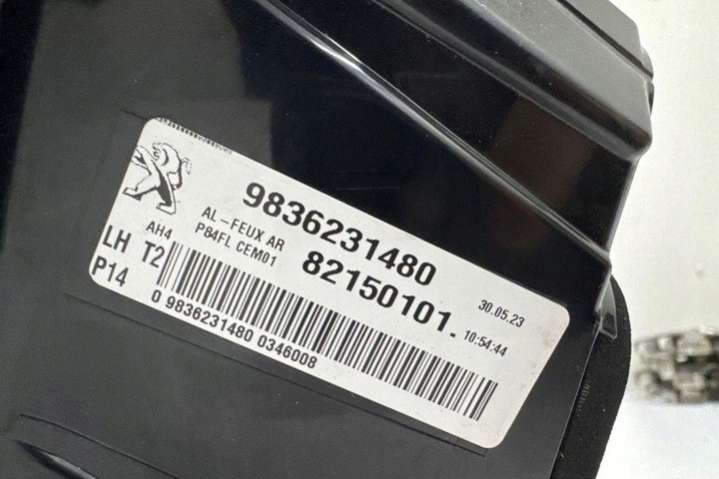 9836231480
AL-FEUX AR
P84FL CEM01
82150101.
AH4
LH T2
P14
30.05.23
10:54:44
0 9836231480 0346008